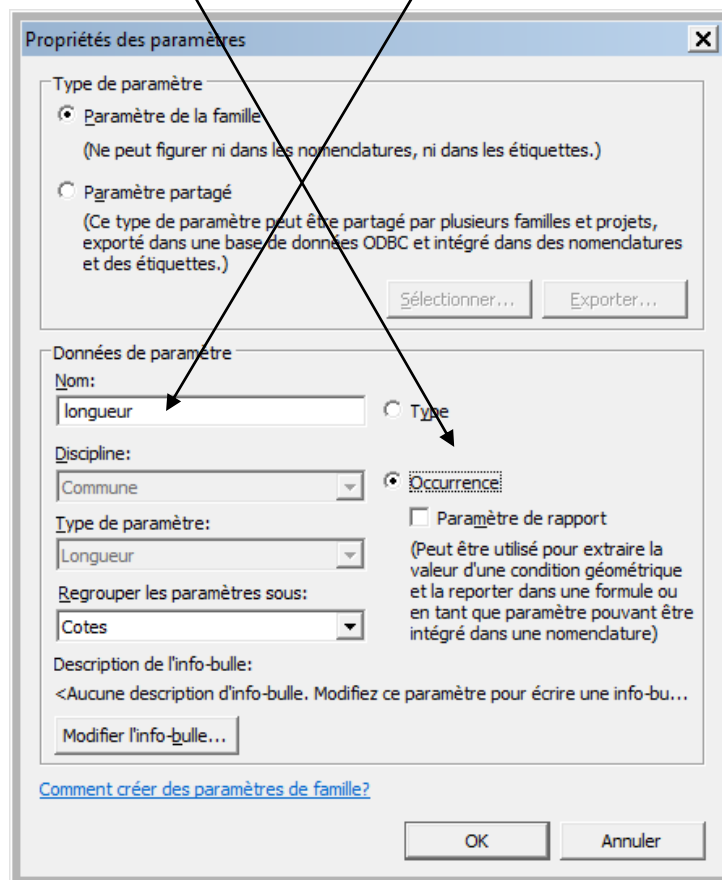 Propriétés des paramètres
Type de paramètre
Paramètre de la famille
(Ne peut figurer ni dans les nomenclatures, ni dans les étiquettes.)
Paramètre partagé
(Ce type de paramètre peut être partagé par plusieurs familles et projets,
exporté dans une base de données ODBC et intégré dans des nomenclatures
et des étiquettes.)
Sélectionner...
Exporter...
Données de paramètre
Nom:
longueur
Type
Discipline:
Commune
Occurrence
Paramètre de rapport
Type de paramètre:
Longueur
(Peut être utilisé pour extraire la
valeur d'une condition géométrique
et la reporter dans une formule ou
en tant que paramètre pouvant être
intégré dans une nomenclature)
Regrouper les paramètres sous:
Cotes
Description de l'info-bulle:
<Aucune description d'info-bulle. Modifiez ce paramètre pour écrire une info-bu...
Modifier l'info-bulle...
Comment créer des paramètres de famille?
OK
Annuler